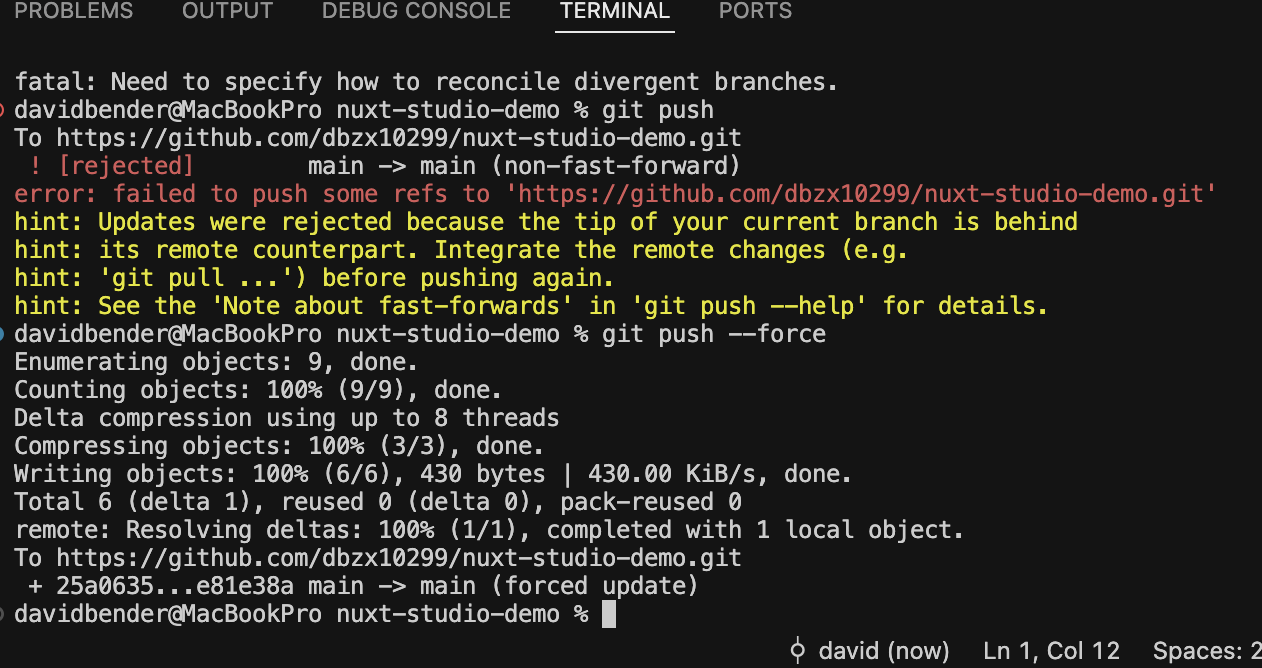 PROBLEMS OUTPUT DEBUG CONSOLE TERMINAL PORTS
fatal: Need to specify how to reconcile divergent branches.
davidbender@MacBookPro nuxt-studio-demo % git push
To https://github.com/dbzx10299/nuxt-studio-demo.git
 ! [rejected]        main -> main (non-fast-forward)
error: failed to push some refs to 'https://github.com/dbzx10299/nuxt-studio-demo.git'
hint: Updates were rejected because the tip of your current branch is behind
hint: its remote counterpart. Integrate the remote changes (e.g.
hint: 'git pull ...') before pushing again.
hint: See the 'Note about fast-forwards' in 'git push --help' for details.
davidbender@MacBookPro nuxt-studio-demo % git push --force
Enumerating objects: 9, done.
Counting objects: 100% (9/9), done.
Delta compression using up to 8 threads
Compressing objects: 100% (3/3), done.
Writing objects: 100% (6/6), 430 bytes | 430.00 KiB/s, done.
Total 6 (delta 1), reused 0 (delta 0), pack-reused 0
remote: Resolving deltas: 100% (1/1), completed with 1 local object.
To https://github.com/dbzx10299/nuxt-studio-demo.git
 + 25a0635...e81e38a main -> main (forced update)
davidbender@MacBookPro nuxt-studio-demo %
david (now) Ln 1, Col 12 Spaces: 2